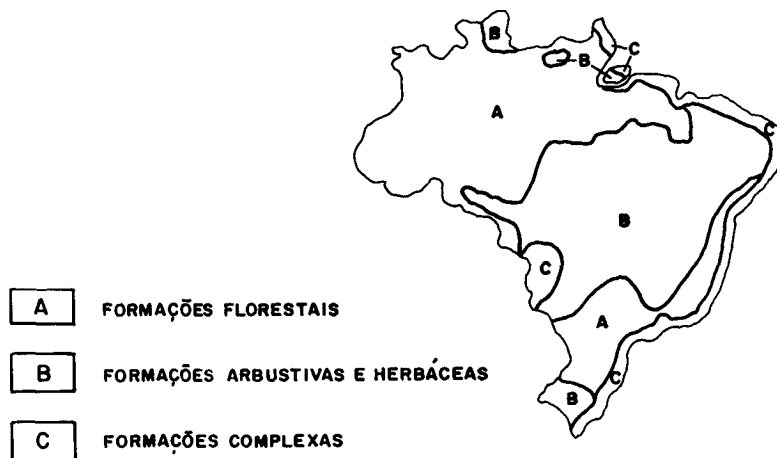 B
C
B
A
C
B
C
A
C
B
A FORMAÇÕES FLORESTAIS
B FORMAÇÕES ARBUSTIVAS E HERBÁCEAS
C FORMAÇÕES COMPLEXAS